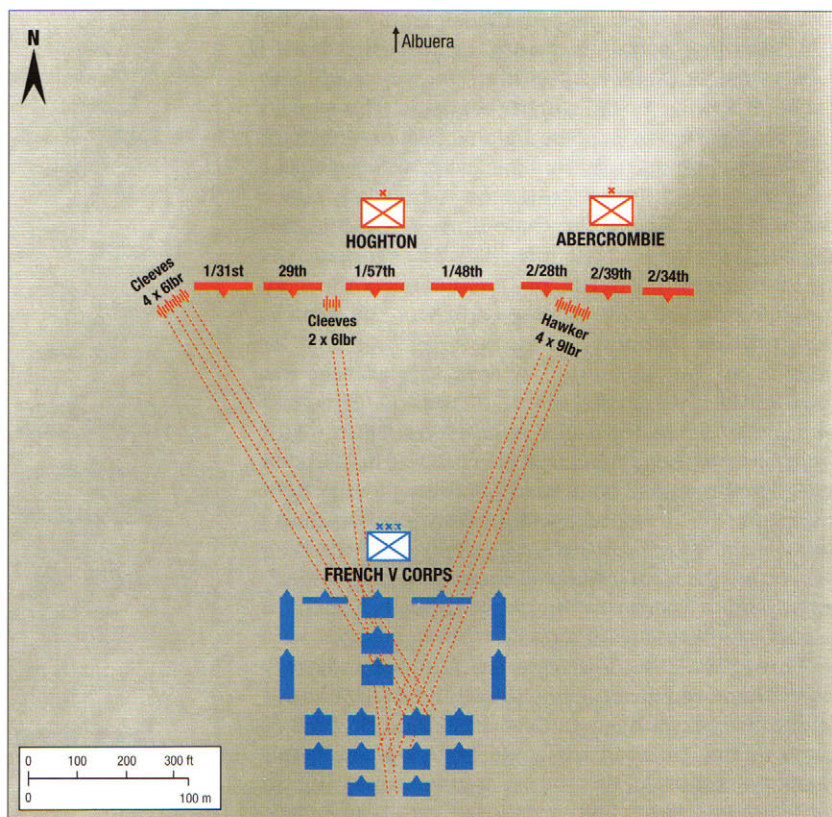 N
Albuera
x
x
HOGHTON
ABERCROMBIE
Cleeves
4 x 6lbr
1/31st
29th
1/57th
1/48th
2/28th
2/39th
2/34th
Cleeves
2 x 6lbr
Hawker
4 x 9lbr
xxx
FRENCH V CORPS
0 100 200 300 ft
0 100 m